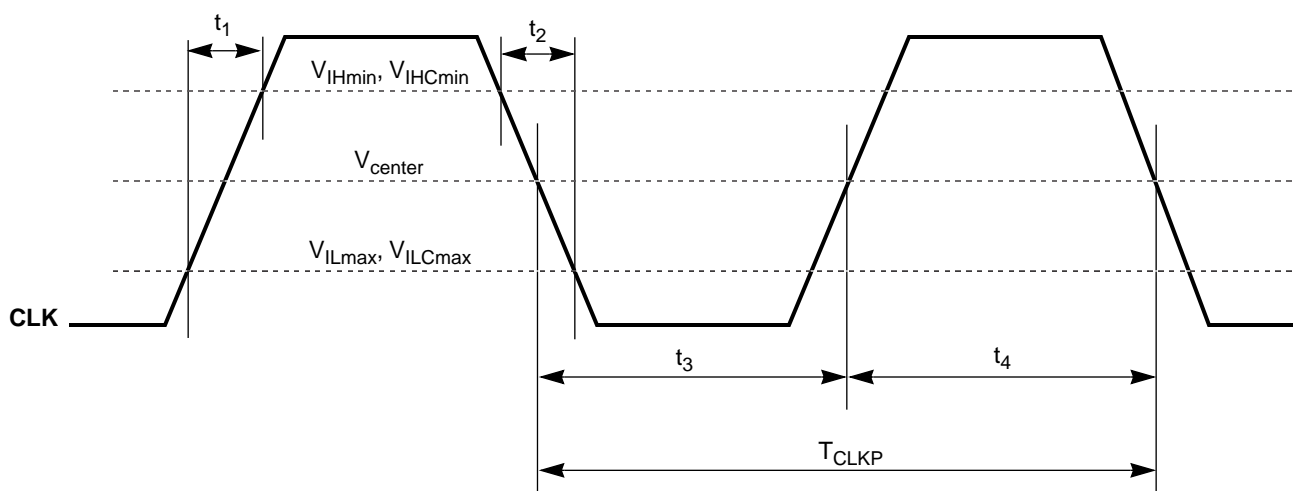 t1
t2
VIHmin, VIHCmin
Vcenter
VILmax, VILCmax
CLK
t3
t4
TCLKP